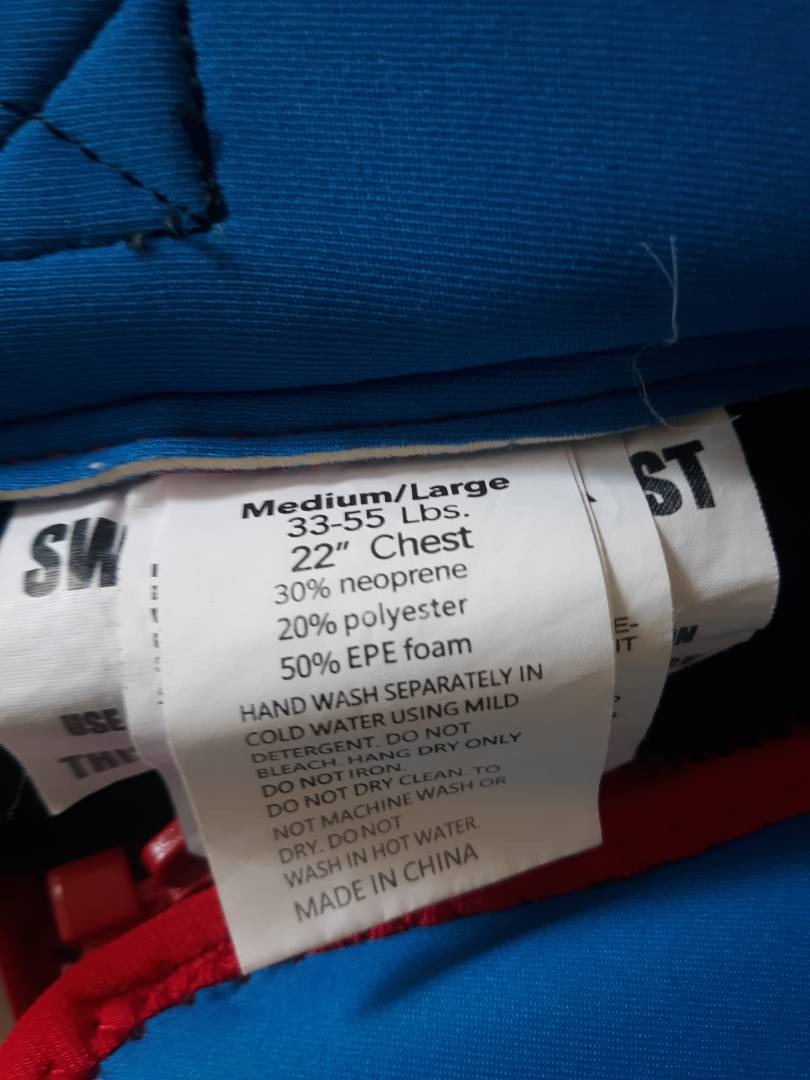 Medium/Large
33-55 Lbs.
22" Chest
30% neoprene
20% polyester
50% EPE foam
HAND WASH SEPARATELY IN
COLD WATER USING MILD
DETERGENT. DO NOT
BLEACH. HANG DRY ONLY
DO NOT IRON.
DO NOT DRY CLEAN. TO
NOT MACHINE WASH OR
DRY. DO NOT
WASH IN HOT WATER.
MADE IN CHINA
SW
ST
USE
E-
IT